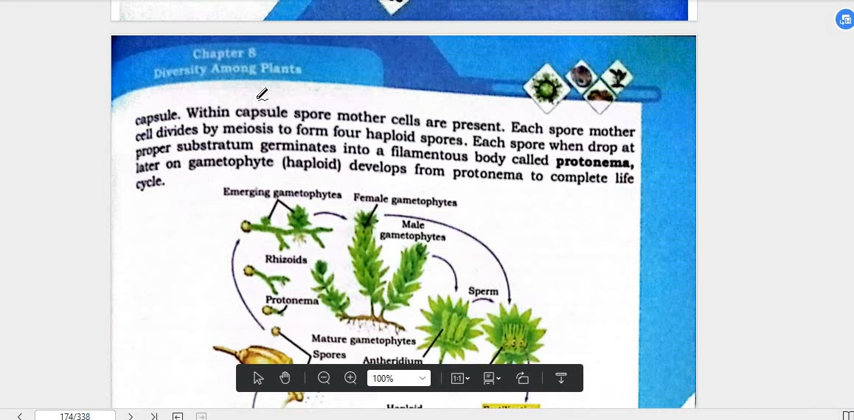 Chapter 8
Diversity Among Plants
capsule. Within capsule spore mother cells are present. Each spore mother
cell divides by meiosis to form four haploid spores. Each spore when drop at
proper substratum germinates into a filamentous body called protonema,
later on gametophyte (haploid) develops from protonema to complete life
cycle.
Emerging gametophytes
Female gametophytes
Male
gametophytes
Rhizoids
Sperm
Protonema
Mature gametophytes
Spores
Antheridium
100%
1:1
174/338